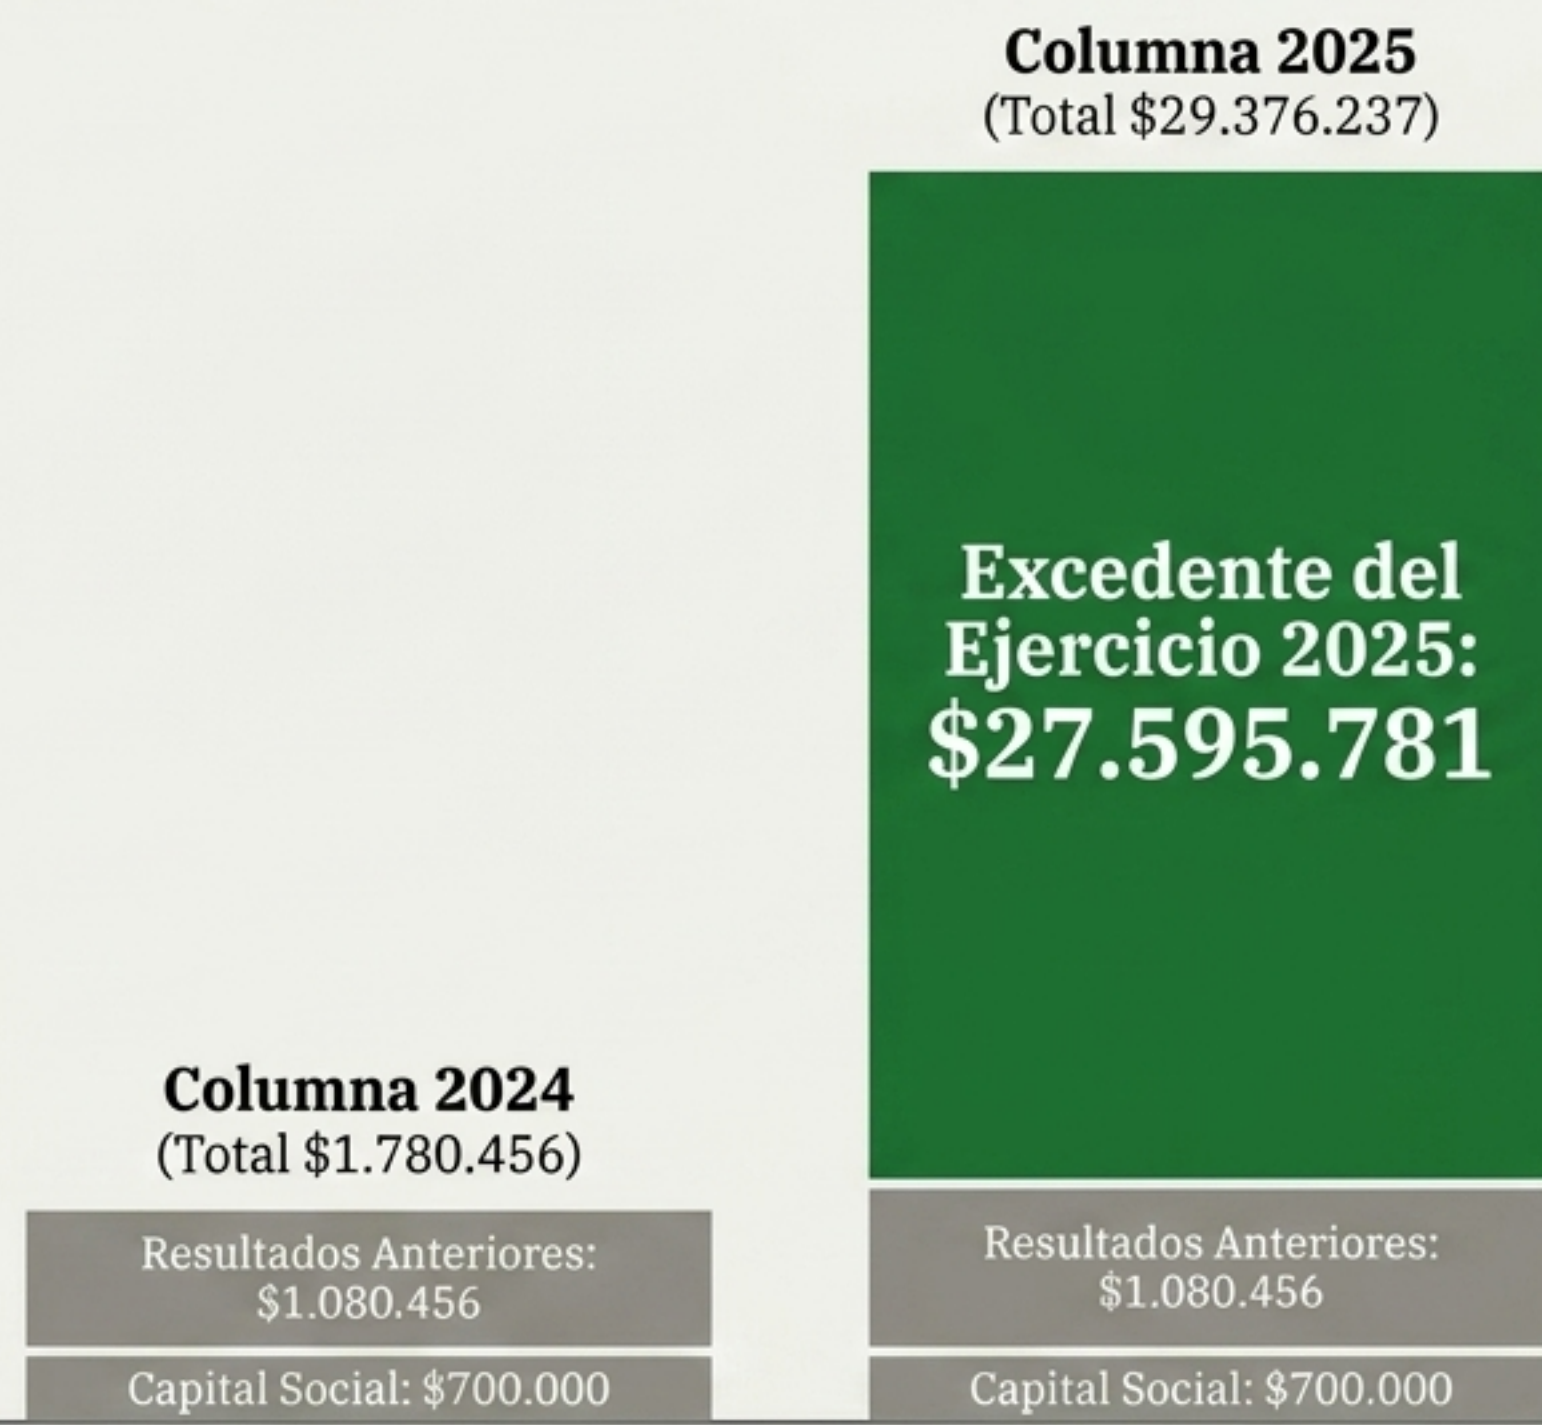 Columna 2025
(Total $29.376.237)
Excedente del
Ejercicio 2025:
$27.595.781
Resultados Anteriores:
$1.080.456
Capital Social: $700.000
Columna 2024
(Total $1.780.456)
Resultados Anteriores:
$1.080.456
Capital Social: $700.000